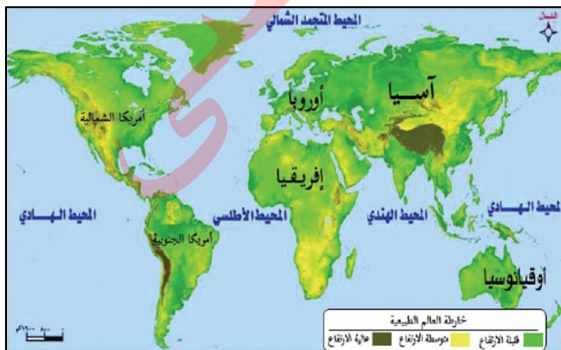 المحيط المتجمد الشمالي
الشمال
آسيا
أوروبا
أمريكا الشمالية
إفريقيا
المحيط الهادي
المحيط الهندي
المحيط الأطلسي
المحيط الهادي
أمريكا الجنوبية
أوقيانوسيا
خارطة العالم الطبيعية
قليلة الارتفاع
متوسطة الارتفاع
عالية الارتفاع